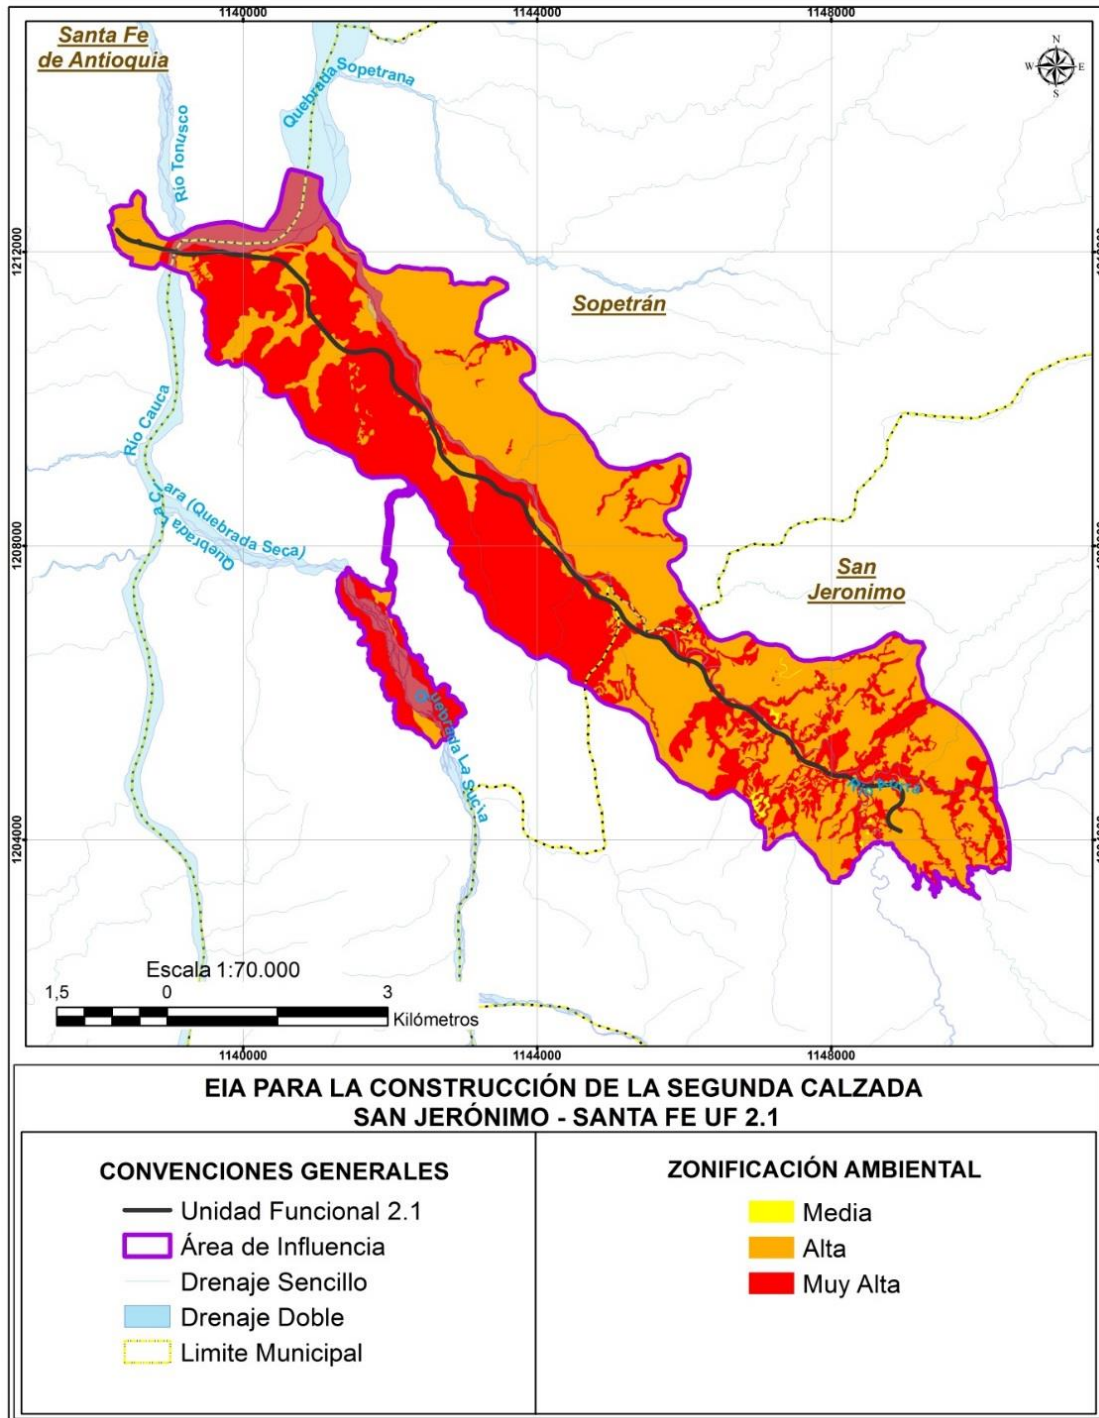 1140000
1144000
1148000
Santa Fe
de Antioquia
N
W
E
S
Quebrada Sopetrana
Río Tonusco
1212000
Sopetrán
Río Cauca
Quebrada La Clara (Quebrada Seca)
1208000
San
Jeronimo
Quebrada La Sucia
1204000
Escala 1:70.000
1,5
0
3
Kilómetros
1140000
1144000
1148000
EIA PARA LA CONSTRUCCIÓN DE LA SEGUNDA CALZADA
SAN JERÓNIMO - SANTA FE UF 2.1
CONVENCIONES GENERALES
Unidad Funcional 2.1
Área de Influencia
Drenaje Sencillo
Drenaje Doble
Limite Municipal
ZONIFICACIÓN AMBIENTAL
Media
Alta
Muy Alta